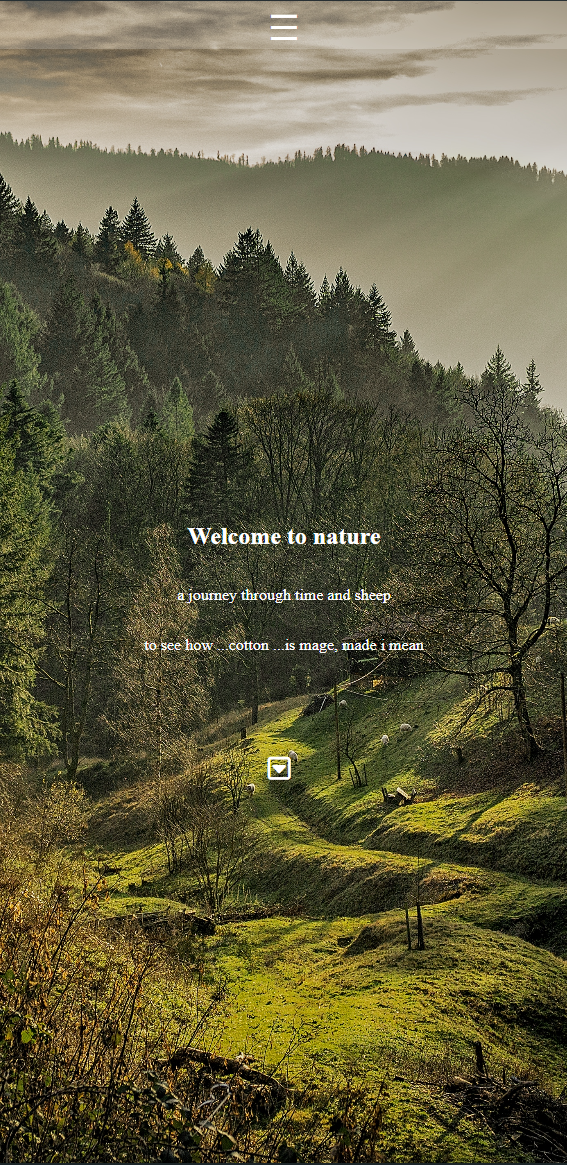 Welcome to nature
a journey through time and sheep
to see how ...cotton ...is mage, made i mean